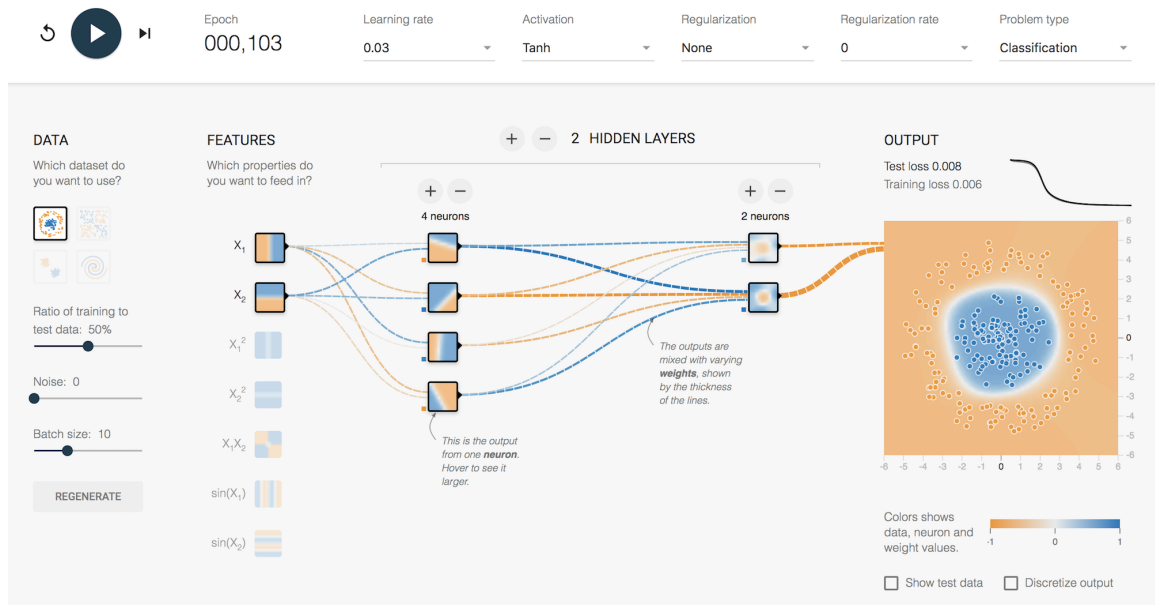 Epoch
000,103
Learning rate
0.03
Activation
Tanh
Regularization
None
Regularization rate
0
Problem type
Classification
DATA
Which dataset do
you want to use?
Ratio of training to
test data: 50%
Noise: 0
Batch size: 10
REGENERATE
FEATURES
Which properties do
you want to feed in?
X1
X2
X1²
X2²
X1X2
sin(X1)
sin(X2)
+ − 2 HIDDEN LAYERS
+ −
4 neurons
+ −
2 neurons
This is the output
from one neuron.
Hover to see it
larger.
The outputs are
mixed with varying
weights, shown
by the thickness
of the lines.
OUTPUT
Test loss 0.008
Training loss 0.006
6
5
4
3
2
1
0
-1
-2
-3
-4
-5
-6
-6 -5 -4 -3 -2 -1 0 1 2 3 4 5 6
Colors shows
data, neuron and
weight values.
-1 0 1
Show test data
Discretize output